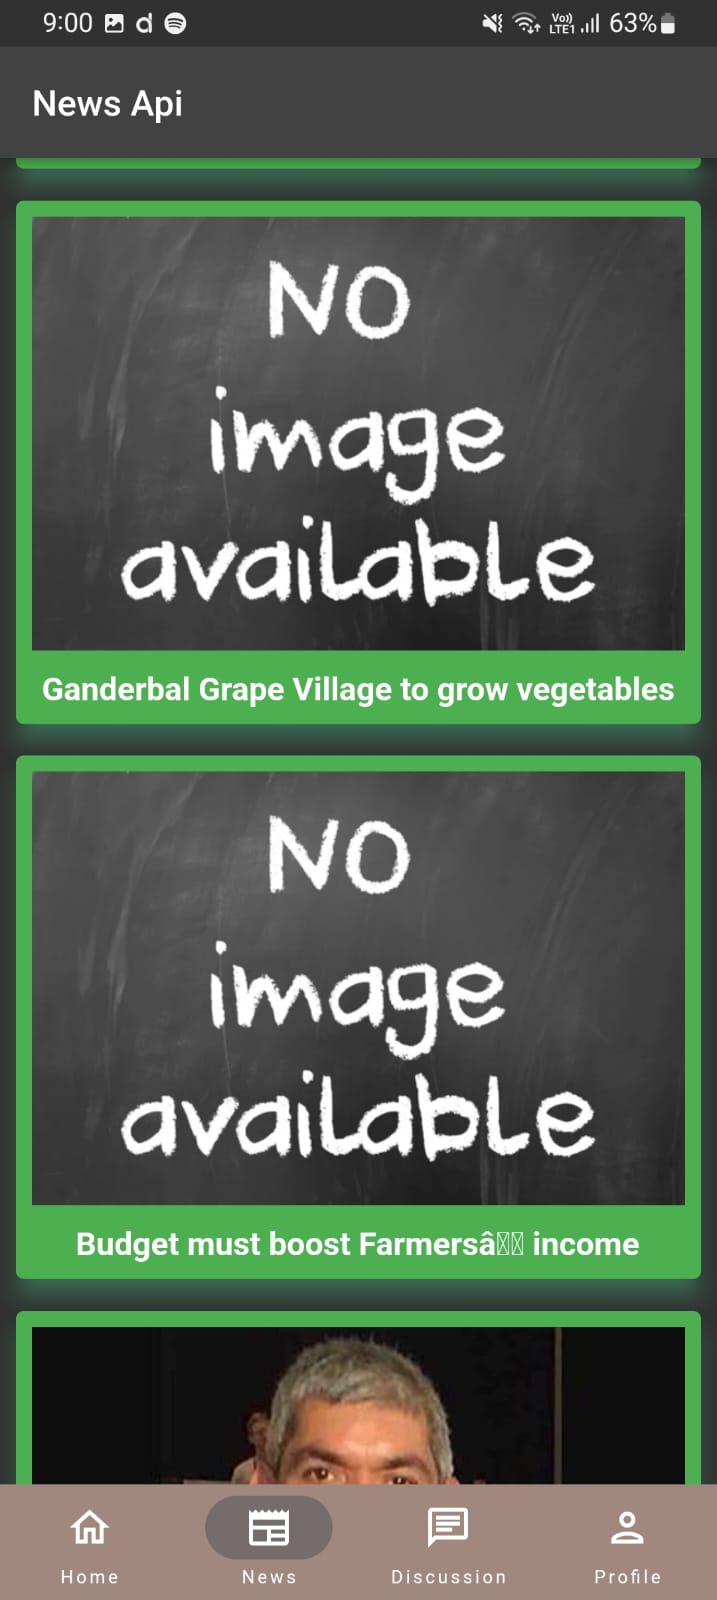 9:00
Vo))
LTE1
63%
News Api
NO
image
available
Ganderbal Grape Village to grow vegetables
NO
image
available
Budget must boost Farmersâ income
Home
News
Discussion
Profile